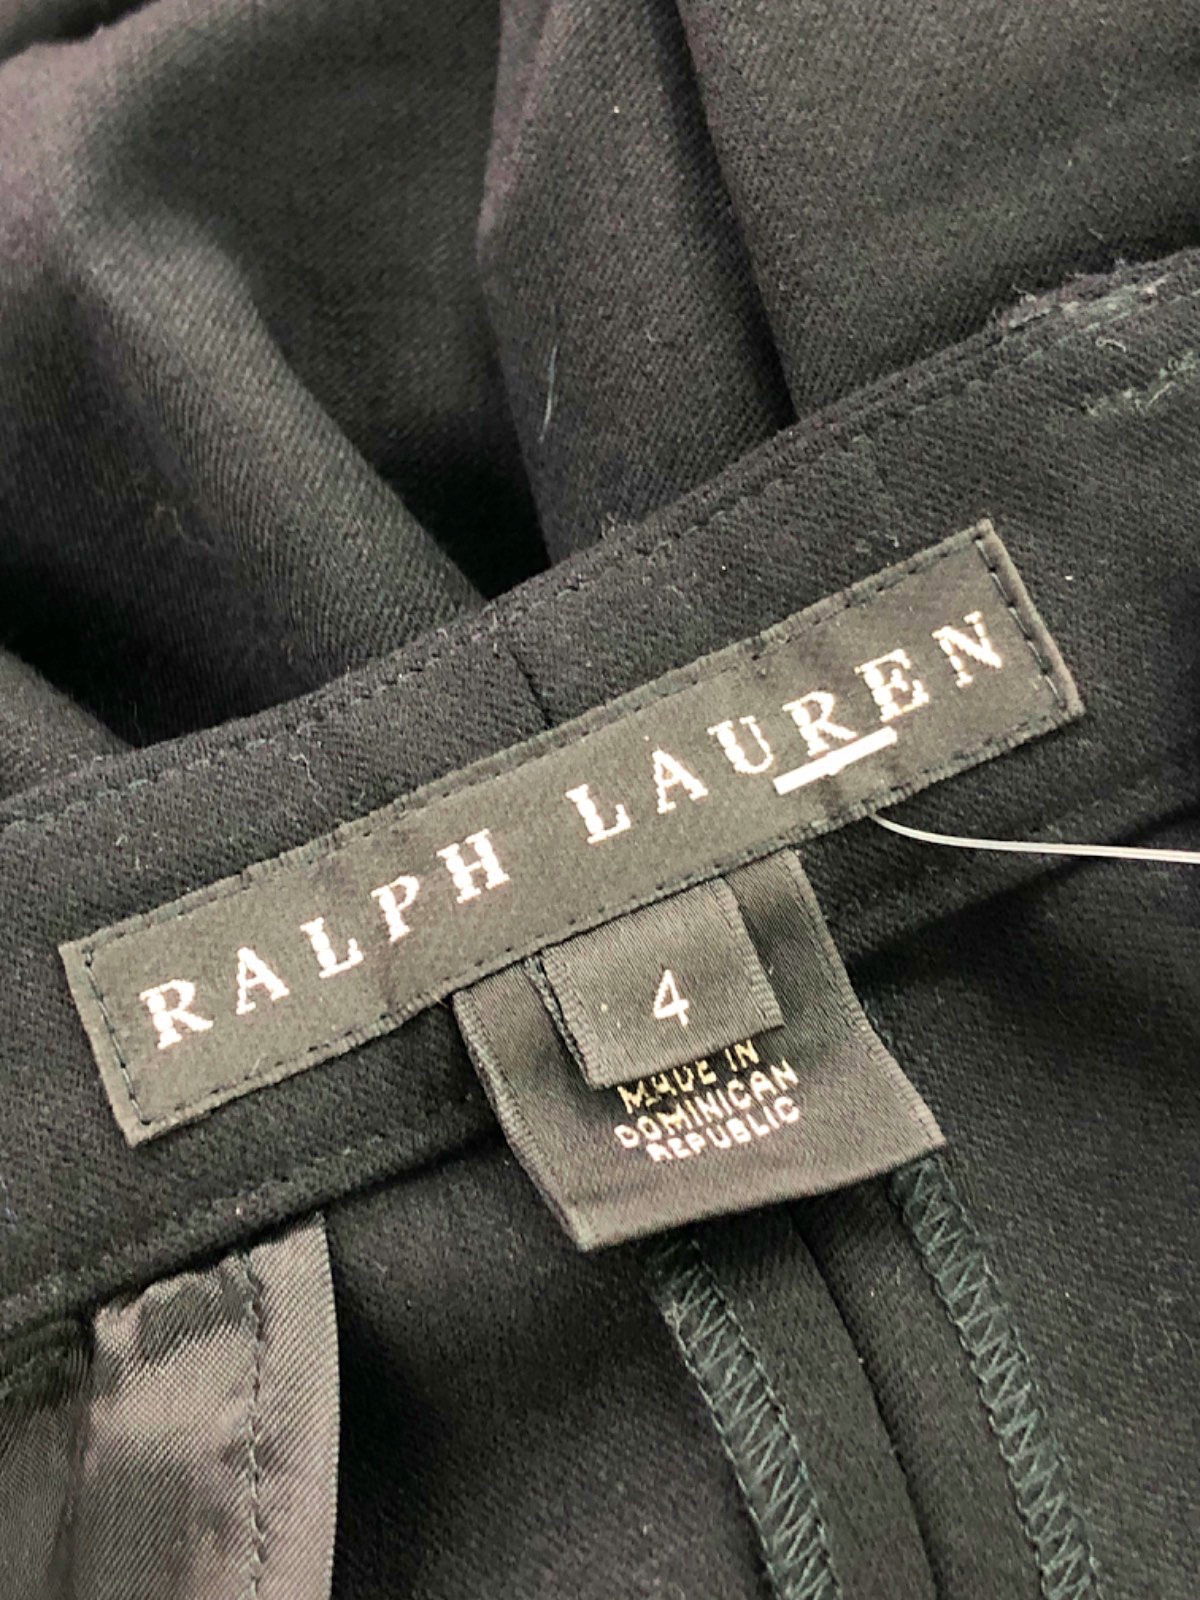 RALPH LAUREN
4
MADE IN
DOMINICAN
REPUBLIC